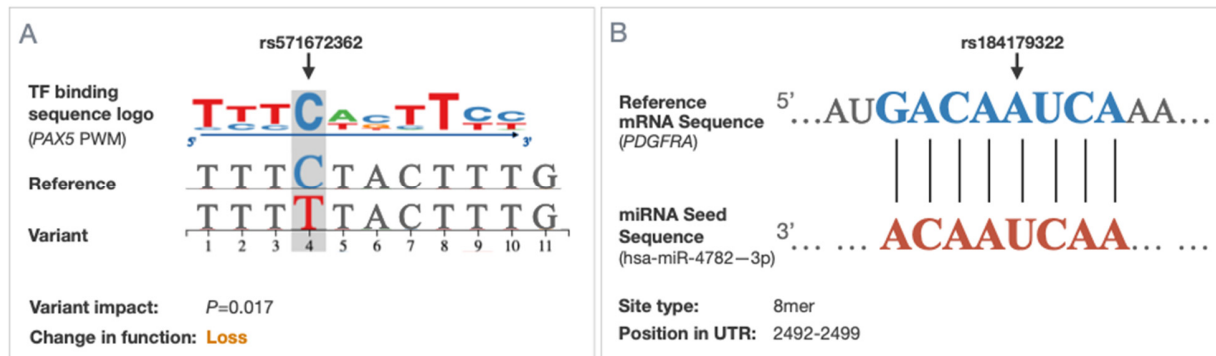 A
rs571672362
TF binding
sequence logo
(PAX5 PWM)
TTTCACTTCC
5' 3'
Reference
TTTCTACTTTG
Variant
TTTTTACTTTG
1 2 3 4 5 6 7 8 9 10 11
Variant impact: P=0.017
Change in function: Loss
B
rs184179322
Reference
mRNA Sequence
(PDGFRA)
5’ ...AUGACAAUCAAA...
miRNA Seed
Sequence
(hsa-miR-4782—3p)
3’ ... ... ACAAUCAA... ...
Site type: 8mer
Position in UTR: 2492-2499